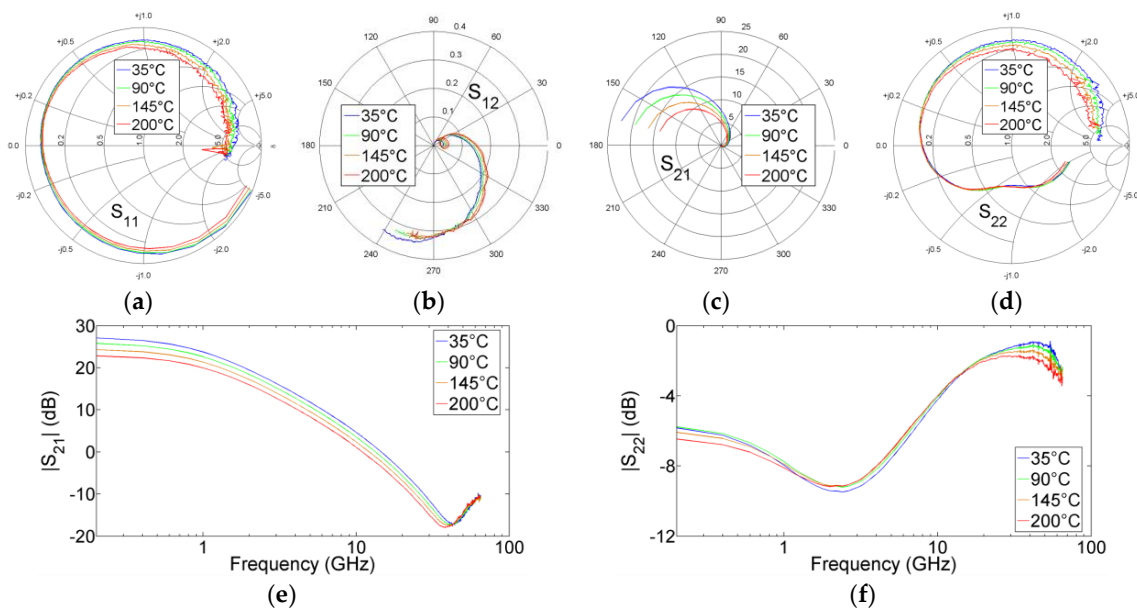 +j1.0
+j0.5
+j2.0
+j0.2
+j5.0
0.0
0.2
0.5
1.0
2.0
5.0
∞
-j0.2
-j5.0
-j0.5
-j2.0
-j1.0
35°C
90°C
145°C
200°C
S11
(a)
90
120
60
150
30
180
0
210
330
240
300
270
0.4
0.3
0.2
0.1
S12
35°C
90°C
145°C
200°C
(b)
90
120
60
150
30
180
0
210
330
240
300
270
25
20
15
10
5
35°C
90°C
145°C
200°C
S21
(c)
+j1.0
+j0.5
+j2.0
+j0.2
+j5.0
0.0
0.2
0.5
1.0
2.0
5.0
∞
-j0.2
-j5.0
-j0.5
-j2.0
-j1.0
35°C
90°C
145°C
200°C
S22
(d)
|S21| (dB)
30
20
10
0
-10
-20
1
10
100
Frequency (GHz)
35°C
90°C
145°C
200°C
(e)
|S22| (dB)
0
-4
-8
-12
1
10
100
Frequency (GHz)
35°C
90°C
145°C
200°C
(f)